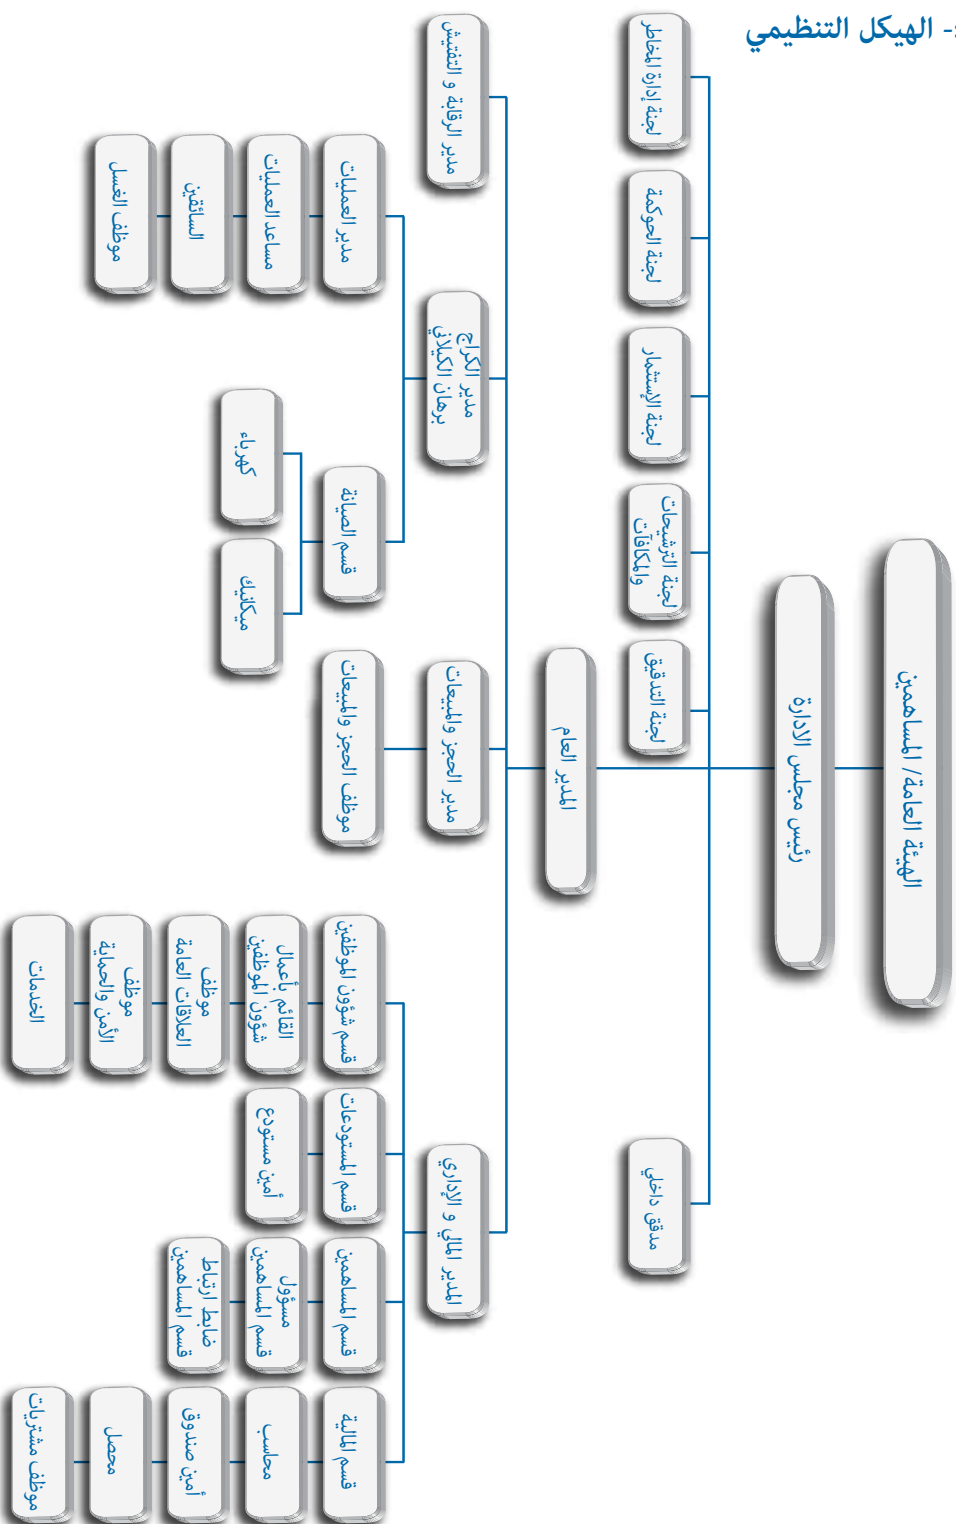 - الهيكل التنظيمي
الهيئة العامة/ المساهمين
رئيس مجلس الادارة
لجنة إدارة المخاطر
لجنة الحوكمة
لجنة الإستثمار
لجنة الترشيحات
والمكافآت
لجنة التدقيق
مدقق داخلي
المدير العام
مدير الرقابة و التفتيش
مدير الكراج
برهان الكيلاني
مدير الحجز والمبيعات
المدير المالي و الإداري
مدير العمليات
مساعد العمليات
السائقين
موظف الغسل
قسم الصيانة
كهرباء
ميكانيك
موظف الحجز والمبيعات
قسم شؤون الموظفين
القائم بأعمال
شؤون الموظفين
موظف
العلاقات العامة
موظف
الأمن والحماية
الخدمات
قسم المستودعات
أمين مستودع
قسم المساهمين
مسؤول
قسم المساهمين
ضابط ارتباط
قسم المساهمين
قسم المالية
محاسب
أمين صندوق
محصل
موظف مشتريات